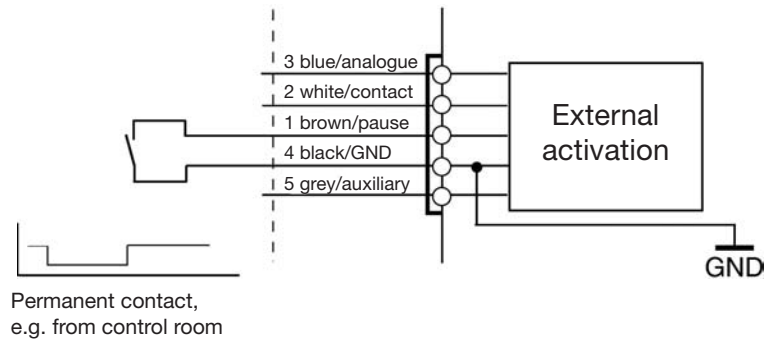 3 blue/analogue
2 white/contact
1 brown/pause
4 black/GND
5 grey/auxiliary
External
activation
GND
Permanent contact,
e.g. from control room